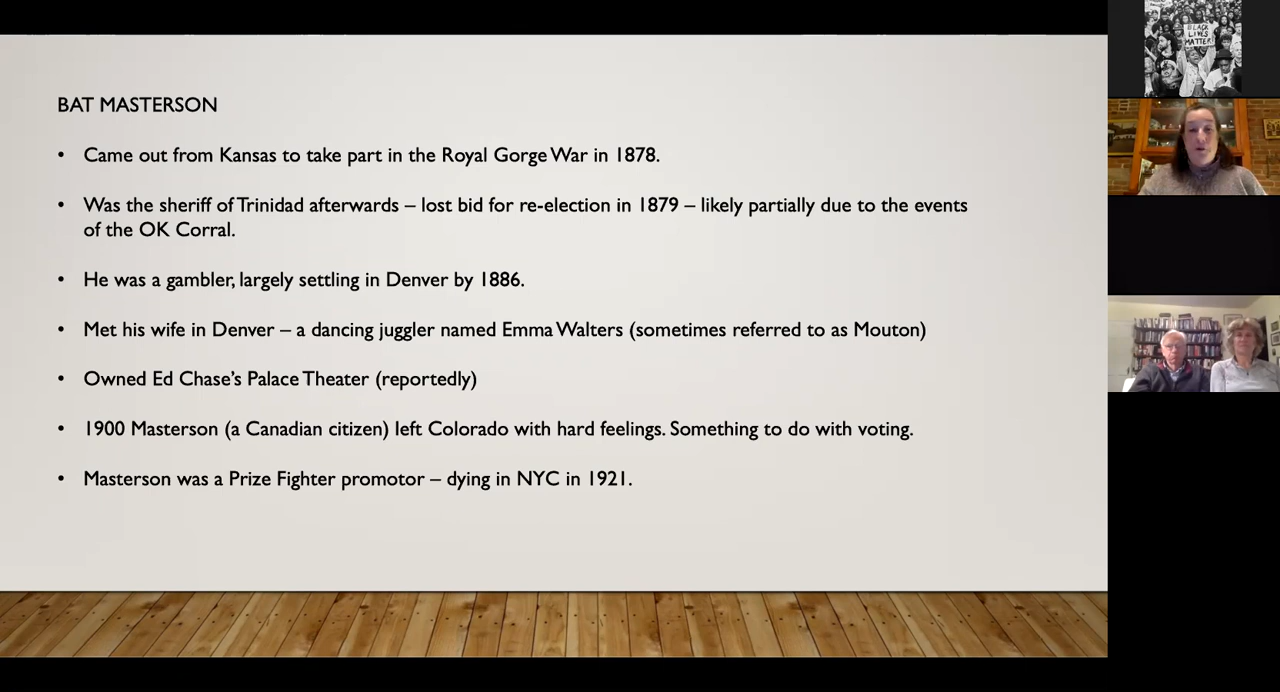 BAT MASTERSON
• Came out from Kansas to take part in the Royal Gorge War in 1878.
• Was the sheriff of Trinidad afterwards – lost bid for re-election in 1879 – likely partially due to the events
of the OK Corral.
• He was a gambler, largely settling in Denver by 1886.
• Met his wife in Denver – a dancing juggler named Emma Walters (sometimes referred to as Mouton)
• Owned Ed Chase's Palace Theater (reportedly)
• 1900 Masterson (a Canadian citizen) left Colorado with hard feelings. Something to do with voting.
• Masterson was a Prize Fighter promotor – dying in NYC in 1921.
BLACK
LIVES
MATTER